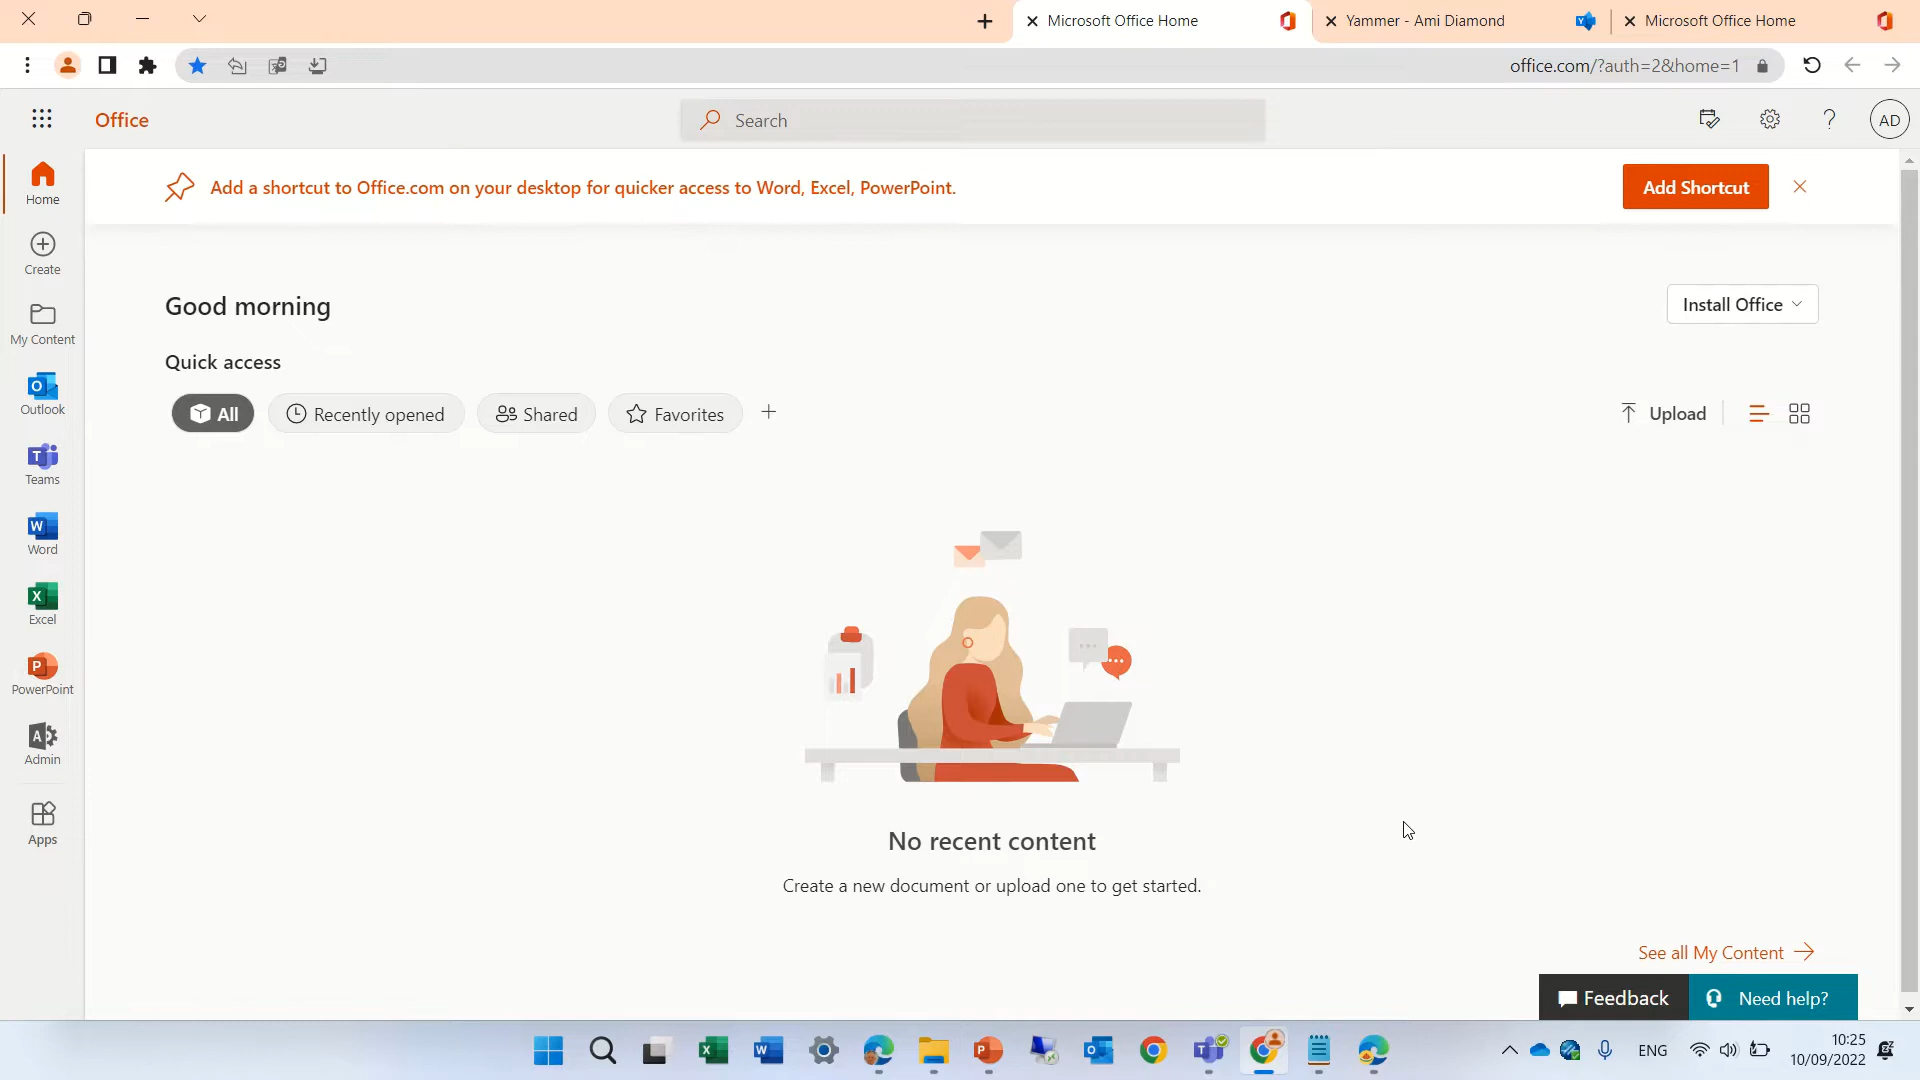 Microsoft Office Home
Yammer - Ami Diamond
Microsoft Office Home
office.com/?auth=2&home=1
Office
Search
AD
Home
Create
My Content
Outlook
Teams
Word
Excel
PowerPoint
Admin
Apps
Add a shortcut to Office.com on your desktop for quicker access to Word, Excel, PowerPoint.
Add Shortcut
Good morning
Install Office
Quick access
All
Recently opened
Shared
Favorites
Upload
No recent content
Create a new document or upload one to get started.
See all My Content
Feedback
Need help?
ENG
10:25
10/09/2022